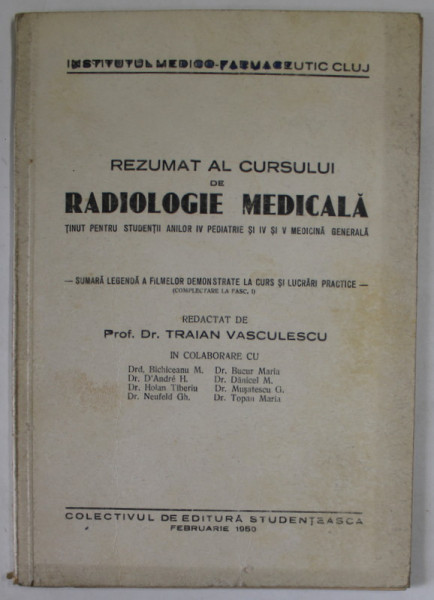 INSTITUTUL MEDICO-FARMACEUTIC CLUJ
REZUMAT AL CURSULUI
DE
RADIOLOGIE MEDICALĂ
ȚINUT PENTRU STUDENȚII ANILOR IV PEDIATRIE ȘI IV ȘI V MEDICINĂ GENERALĂ
— SUMARĂ LEGENDĂ A FILMELOR DEMONSTRATE LA CURS ȘI LUCRĂRI PRACTICE —
(COMPLECTARE LA FASC. I)
REDACTAT DE
Prof. Dr. TRAIAN VASCULESCU
IN COLABORARE CU
Drd. Bichiceanu M. Dr. Bucur Maria
Dr. D'André H. Dr. Dănicel M.
Dr. Holan Tiberiu Dr. Mușatescu G.
Dr. Neufeld Gh. Dr. Topan Maria
COLECTIVUL DE EDITURĂ STUDENȚEASCA
FEBRUARIE 1950